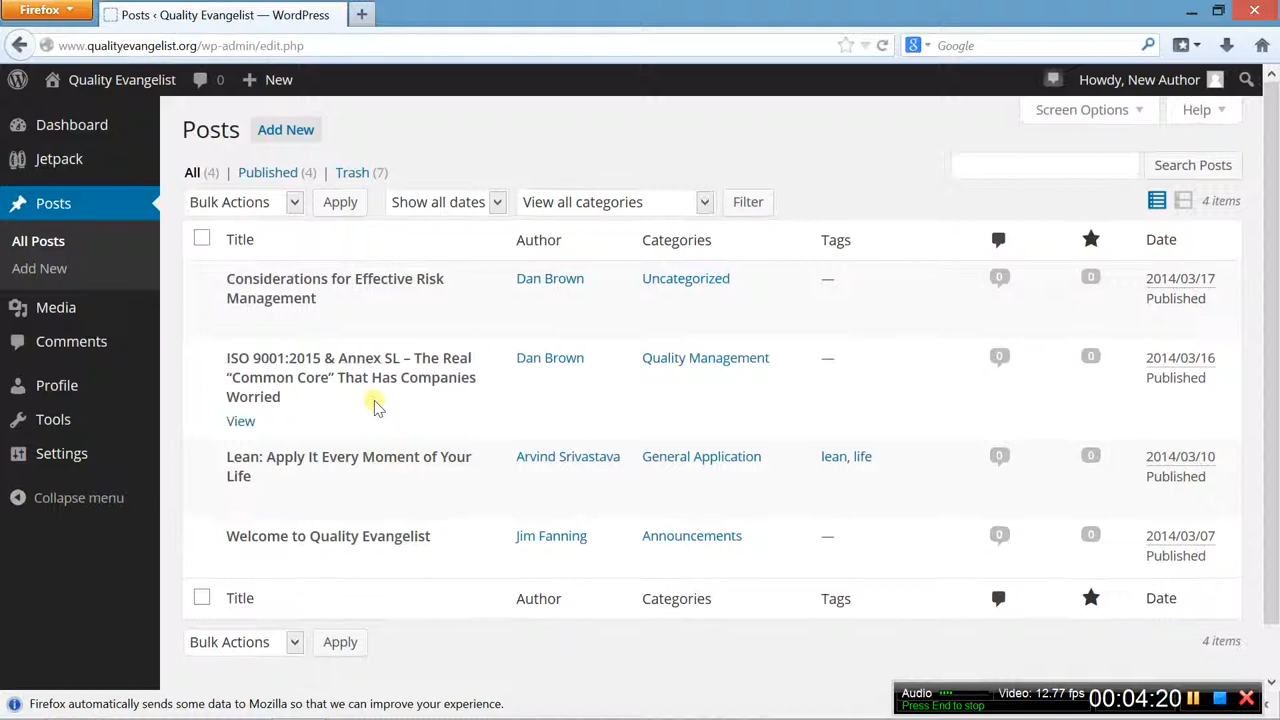 Firefox
Posts ‹ Quality Evangelist — WordPress
www.qualityevangelist.org/wp-admin/edit.php
Google
Quality Evangelist 0 New
Howdy, New Author
Screen Options Help
Dashboard
Jetpack
Posts
All Posts
Add New
Media
Comments
Profile
Tools
Settings
Collapse menu
Posts Add New
All (4) | Published (4) | Trash (7)
Search Posts
Bulk Actions Apply Show all dates View all categories Filter
4 items
Title Author Categories Tags Date
Considerations for Effective Risk Dan Brown Uncategorized — 0 0 2014/03/17
Management Published
ISO 9001:2015 & Annex SL – The Real Dan Brown Quality Management — 0 0 2014/03/16
“Common Core” That Has Companies Published
Worried
View
Lean: Apply It Every Moment of Your Arvind Srivastava General Application lean, life 0 0 2014/03/10
Life Published
Welcome to Quality Evangelist Jim Fanning Announcements — 0 0 2014/03/07
Published
Title Author Categories Tags Date
Bulk Actions Apply
4 items
Firefox automatically sends some data to Mozilla so that we can improve your experience.
Audio Video: 12.77 fps 00:04:20
Press End to stop